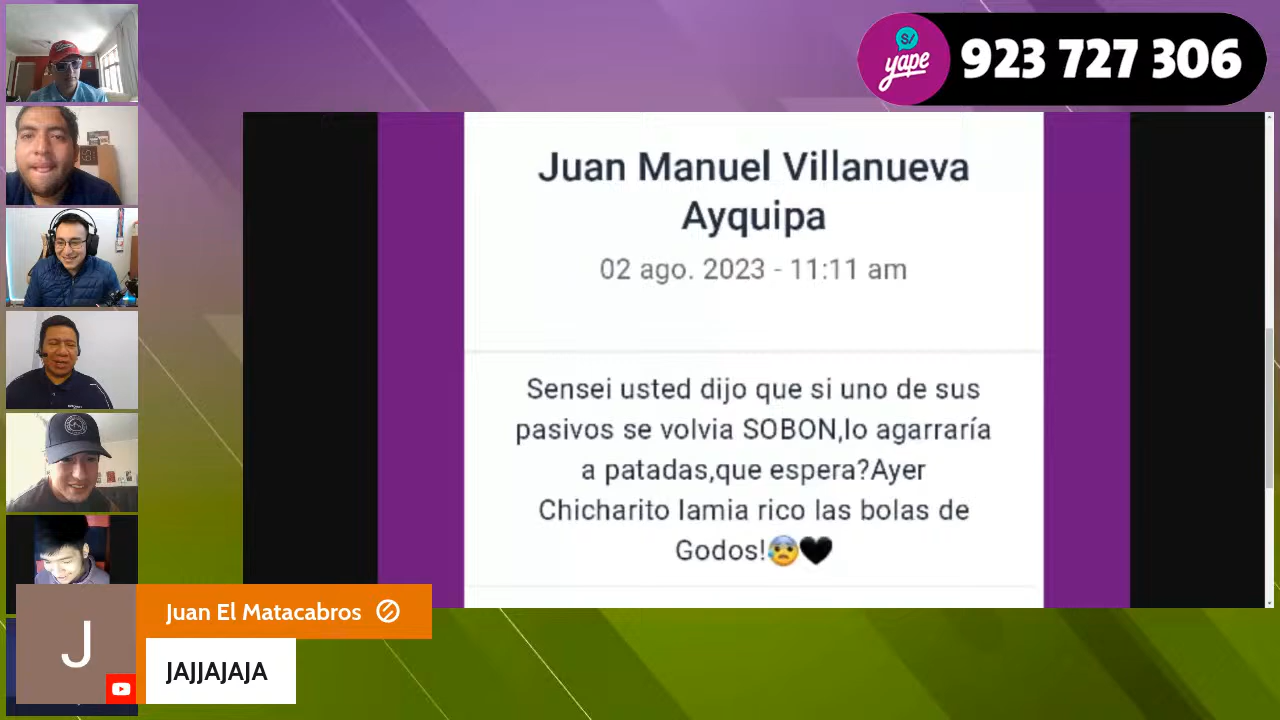 S/
yape
923 727 306
Juan Manuel Villanueva
Ayquipa
02 ago. 2023 - 11:11 am
Sensei usted dijo que si uno de sus
pasivos se volvia SOBON,lo agarraría
a patadas,que espera?Ayer
Chicharito lamia rico las bolas de
Godos!😰🖤
Juan El Matacabros
J
JAJJAJAJA